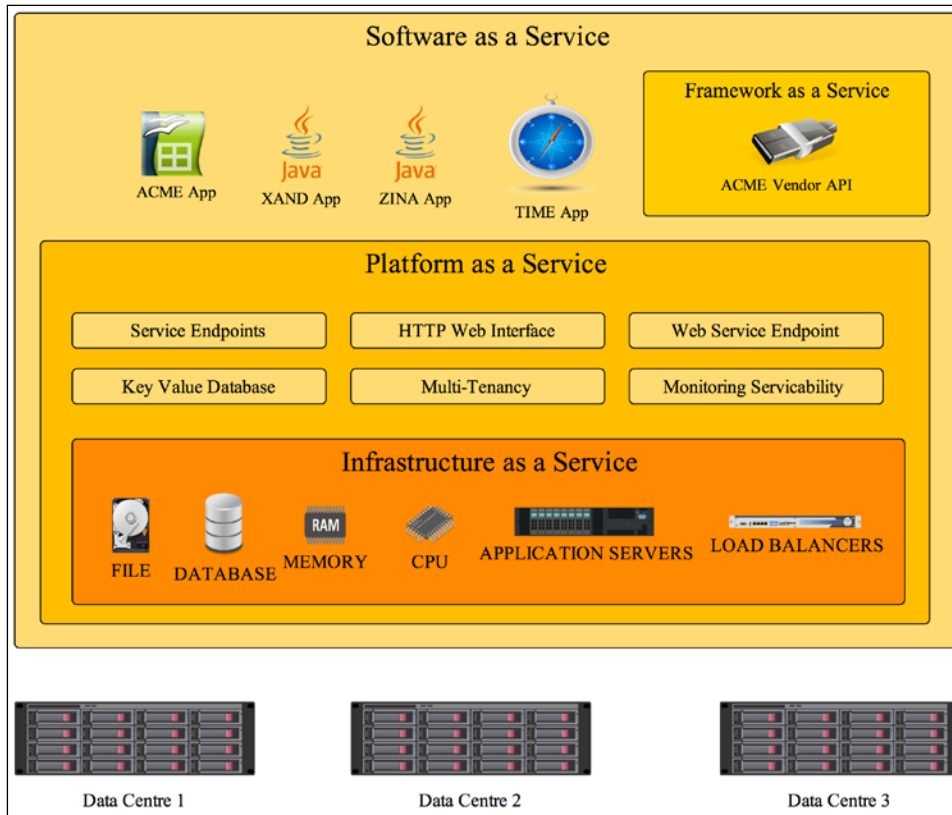 Software as a Service
Framework as a Service
ACME Vendor API
ACME App
Java
XAND App
Java
ZINA App
TIME App
Platform as a Service
Service Endpoints
HTTP Web Interface
Web Service Endpoint
Key Value Database
Multi-Tenancy
Monitoring Servicability
Infrastructure as a Service
RAM
FILE
DATABASE
MEMORY
CPU
APPLICATION SERVERS
LOAD BALANCERS
Data Centre 1
Data Centre 2
Data Centre 3